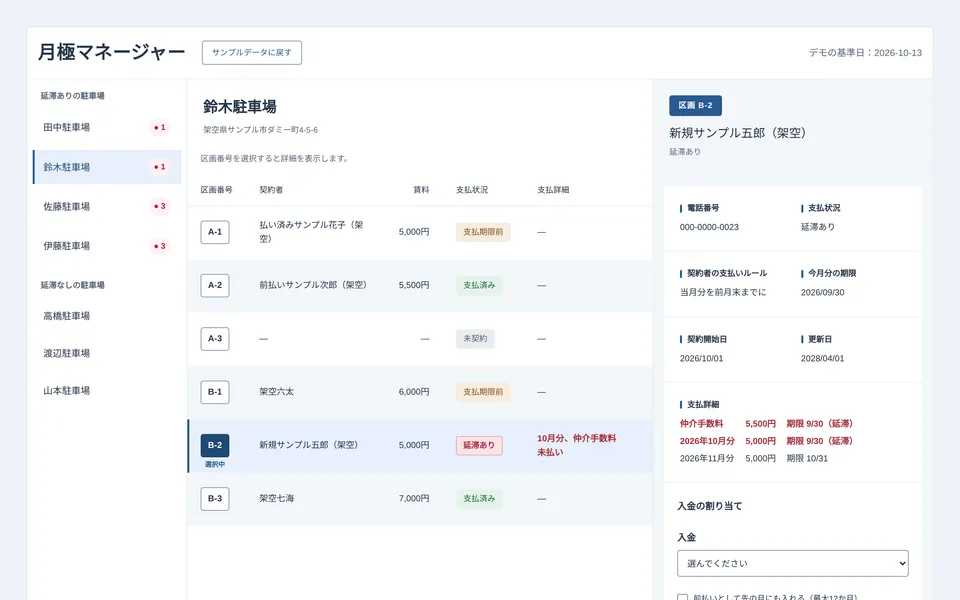 月極マネージャー
サンプルデータに戻す
デモの基準日：2026-10-13
延滞ありの駐車場
田中駐車場
● 1
鈴木駐車場
● 1
佐藤駐車場
● 3
伊藤駐車場
● 3
延滞なしの駐車場
高橋駐車場
渡辺駐車場
山本駐車場
鈴木駐車場
架空県サンプル市ダミー町4-5-6
区画番号を選択すると詳細を表示します。
区画番号 契約者 賃料 支払状況 支払詳細
A-1 払い済みサンプル花子（架空） 5,000円 支払期限前 —
A-2 前払いサンプル次郎（架空） 5,500円 支払済み —
A-3 — — 未契約 —
B-1 架空六太 6,000円 支払期限前 —
B-2 新規サンプル五郎（架空） 5,000円 延滞あり 10月分、仲介手数料
未払い
選択中
B-3 架空七海 7,000円 支払済み —
区画 B-2
新規サンプル五郎（架空）
延滞あり
電話番号 支払状況
000-0000-0023 延滞あり
契約者の支払いルール 今月分の期限
当月分を前月末までに 2026/09/30
契約開始日 更新日
2026/10/01 2028/04/01
支払詳細
仲介手数料 5,500円 期限 9/30（延滞）
2026年10月分 5,000円 期限 9/30（延滞）
2026年11月分 5,000円 期限 10/31
入金の割り当て
入金
選んでください
前払いとして先の月にも入れる（最大12か月）